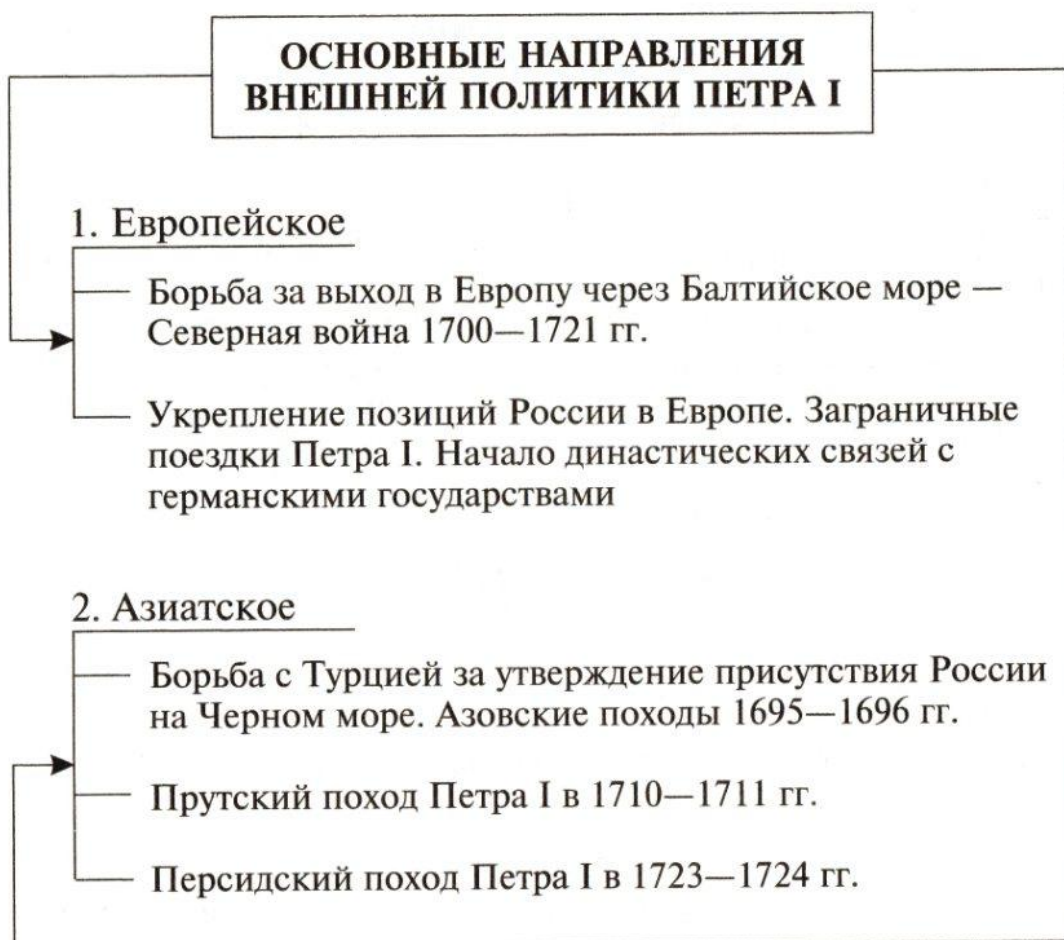 ОСНОВНЫЕ НАПРАВЛЕНИЯ
ВНЕШНЕЙ ПОЛИТИКИ ПЕТРА I
1. Европейское
Борьба за выход в Европу через Балтийское море —
Северная война 1700—1721 гг.
Укрепление позиций России в Европе. Заграничные
поездки Петра I. Начало династических связей с
германскими государствами
2. Азиатское
Борьба с Турцией за утверждение присутствия России
на Черном море. Азовские походы 1695—1696 гг.
Прутский поход Петра I в 1710—1711 гг.
Персидский поход Петра I в 1723—1724 гг.